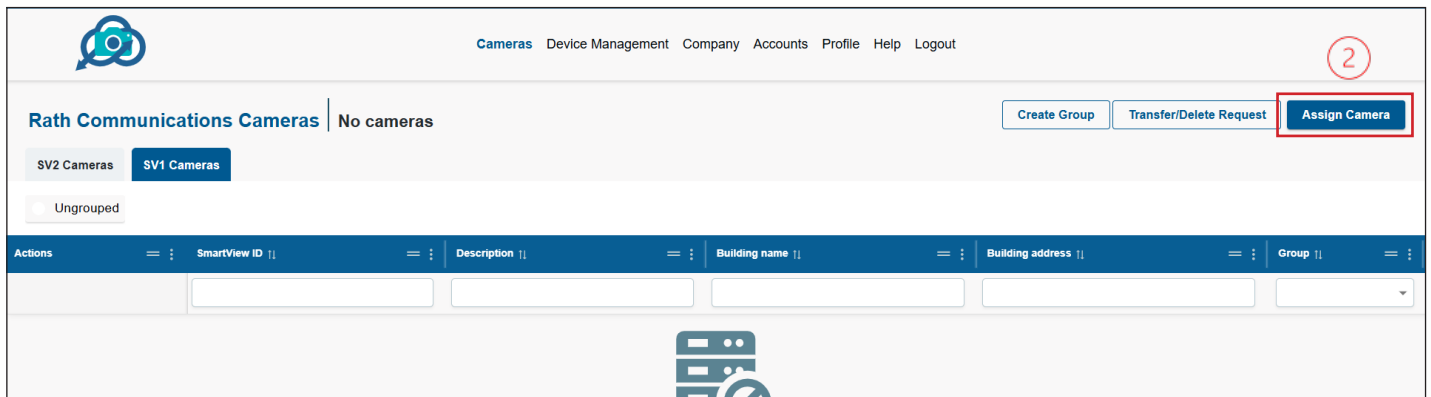 Cameras Device Management Company Accounts Profile Help Logout
2
Rath Communications Cameras No cameras
Create Group Transfer/Delete Request Assign Camera
SV2 Cameras SV1 Cameras
Ungrouped
Actions SmartView ID Description Building name Building address Group